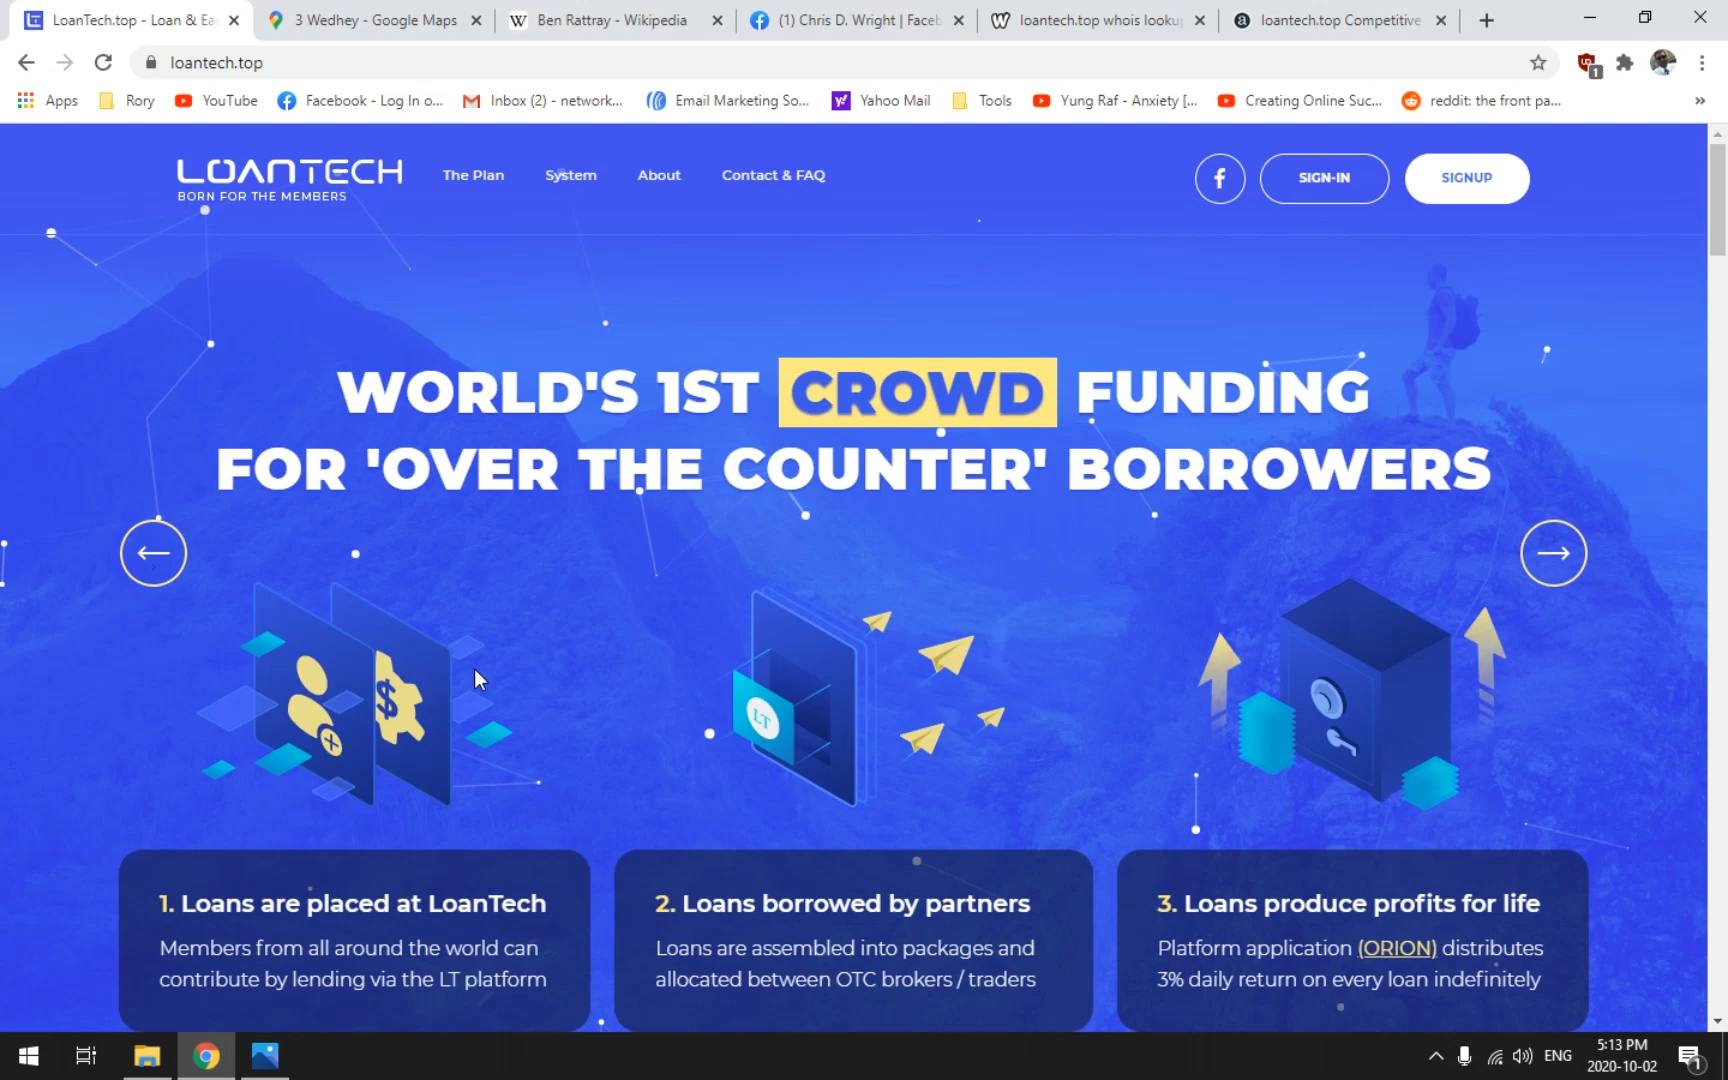 LoanTech.top - Loan & Ea
3 Wedhey - Google Maps
Ben Rattray - Wikipedia
(1) Chris D. Wright | Faceb
loantech.top whois looku
loantech.top Competitive
loantech.top
1
Apps
Rory
YouTube
Facebook - Log In o...
Inbox (2) - network...
Email Marketing So...
Yahoo Mail
Tools
Yung Raf - Anxiety [...
Creating Online Suc...
reddit: the front pa...
LOANTECH
BORN FOR THE MEMBERS
The Plan
System
About
Contact & FAQ
SIGN-IN
SIGNUP
WORLD'S 1ST CROWD FUNDING
FOR 'OVER THE COUNTER' BORROWERS
$
LT
1. Loans are placed at LoanTech
Members from all around the world can
contribute by lending via the LT platform
2. Loans borrowed by partners
Loans are assembled into packages and
allocated between OTC brokers / traders
3. Loans produce profits for life
Platform application (ORION) distributes
3% daily return on every loan indefinitely
ENG
5:13 PM
2020-10-02
1